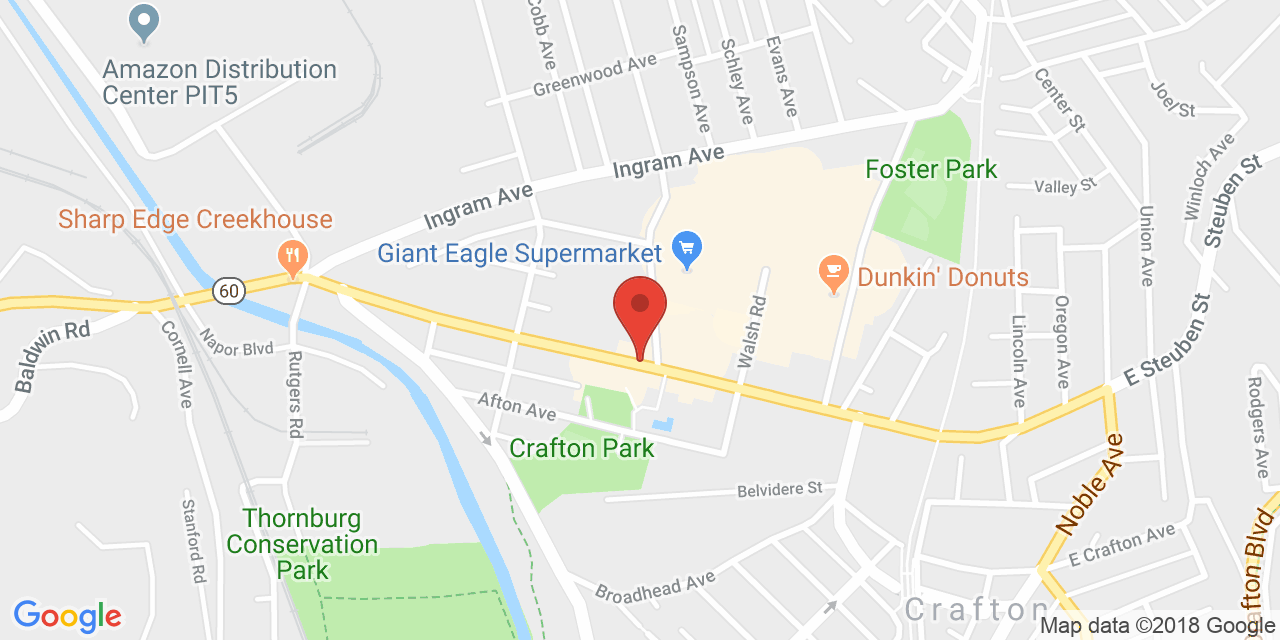 Cobb Ave
Sampson Ave
Schley Ave
Evans Ave
Greenwood Ave
Amazon Distribution
Center PIT5
Center St
Joel St
Ingram Ave
Foster Park
Winloch Ave
Valley St
Ingram Ave
Steuben St
Sharp Edge Creekhouse
Union Ave
Giant Eagle Supermarket
Dunkin' Donuts
60
Walsh Rd
Baldwin Rd
Napor Blvd
Cornell Ave
Rutgers Rd
Lincoln Ave
Oregon Ave
E Steuben St
Rodgers Ave
Afton Ave
Crafton Park
Noble Ave
Belvidere St
Stanford Rd
Thornburg
Conservation
Park
E Crafton Ave
Crafton Blvd
Broadhead Ave
Crafton
Google
Map data ©2018 Google